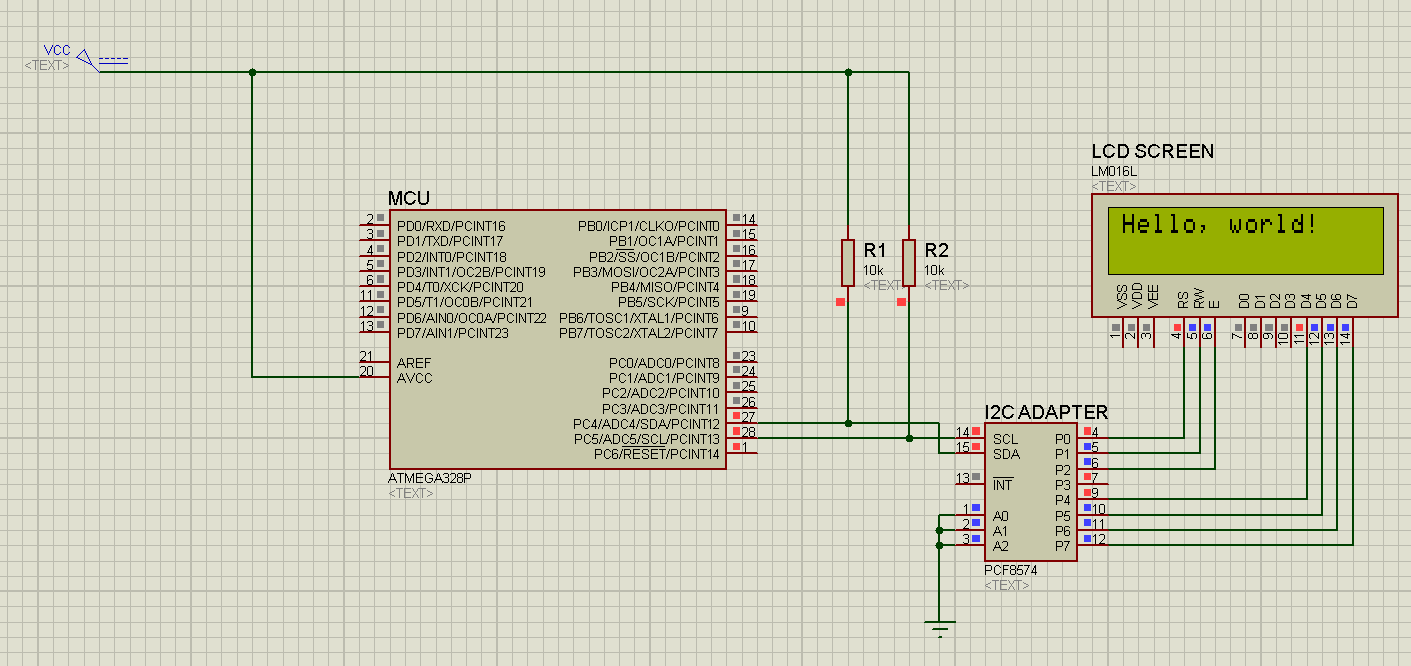 VCC
<TEXT>
LCD SCREEN
LM016L
<TEXT>
Hello, world!
VSS
VDD
VEE
RS
RW
E
D0
D1
D2
D3
D4
D5
D6
D7
1
2
3
4
5
6
7
8
9
10
11
12
13
14
MCU
2 PD0/RXD/PCINT16
3 PD1/TXD/PCINT17
4 PD2/INT0/PCINT18
5 PD3/INT1/OC2B/PCINT19
6 PD4/T0/XCK/PCINT20
11 PD5/T1/OC0B/PCINT21
12 PD6/AIN0/OC0A/PCINT22
13 PD7/AIN1/PCINT23
21 AREF
20 AVCC
PB0/ICP1/CLKO/PCINT0 14
PB1/OC1A/PCINT1 15
PB2/SS/OC1B/PCINT2 16
PB3/MOSI/OC2A/PCINT3 17
PB4/MISO/PCINT4 18
PB5/SCK/PCINT5 19
PB6/TOSC1/XTAL1/PCINT6 9
PB7/TOSC2/XTAL2/PCINT7 10
PC0/ADC0/PCINT8 23
PC1/ADC1/PCINT9 24
PC2/ADC2/PCINT10 25
PC3/ADC3/PCINT11 26
PC4/ADC4/SDA/PCINT12 27
PC5/ADC5/SCL/PCINT13 28
PC6/RESET/PCINT14 1
ATMEGA328P
<TEXT>
R1
10k
<TEXT>
R2
10k
<TEXT>
I2C ADAPTER
14 SCL
15 SDA
13 INT
1 A0
2 A1
3 A2
P0 4
P1 5
P2 6
P3 7
P4 9
P5 10
P6 11
P7 12
PCF8574
<TEXT>